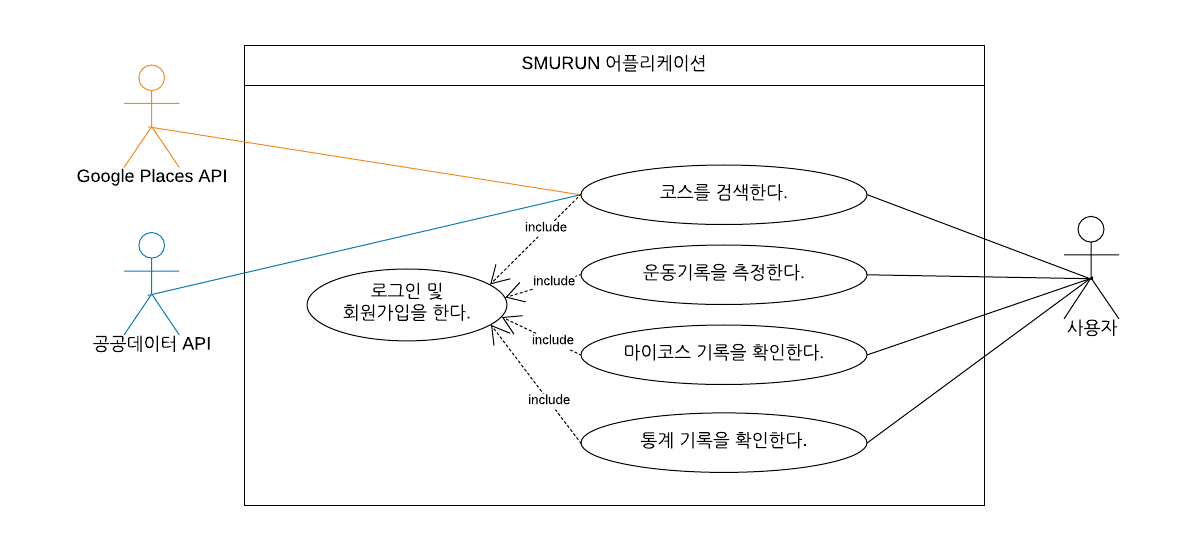 SMURUN 어플리케이션
Google Places API
코스를 검색한다.
include
운동기록을 측정한다.
include
로그인 및
회원가입을 한다.
공공데이터 API
사용자
include
마이코스 기록을 확인한다.
include
통계 기록을 확인한다.